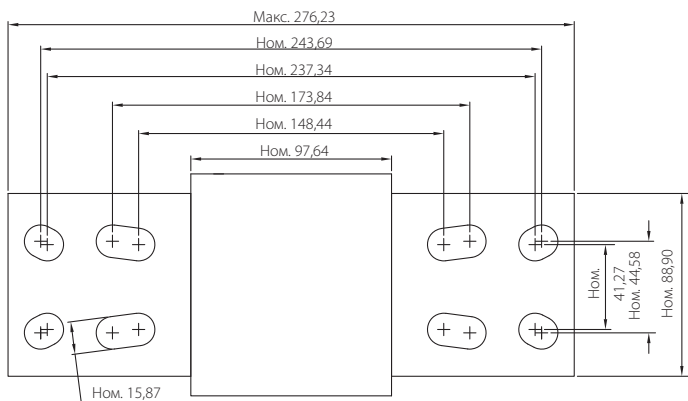 Макс. 276,23
Ном. 243,69
Ном. 237,34
Ном. 173,84
Ном. 148,44
Ном. 97,64
Ном.
41,27
Ном. 44,58
Ном. 88,90
Ном. 15,87